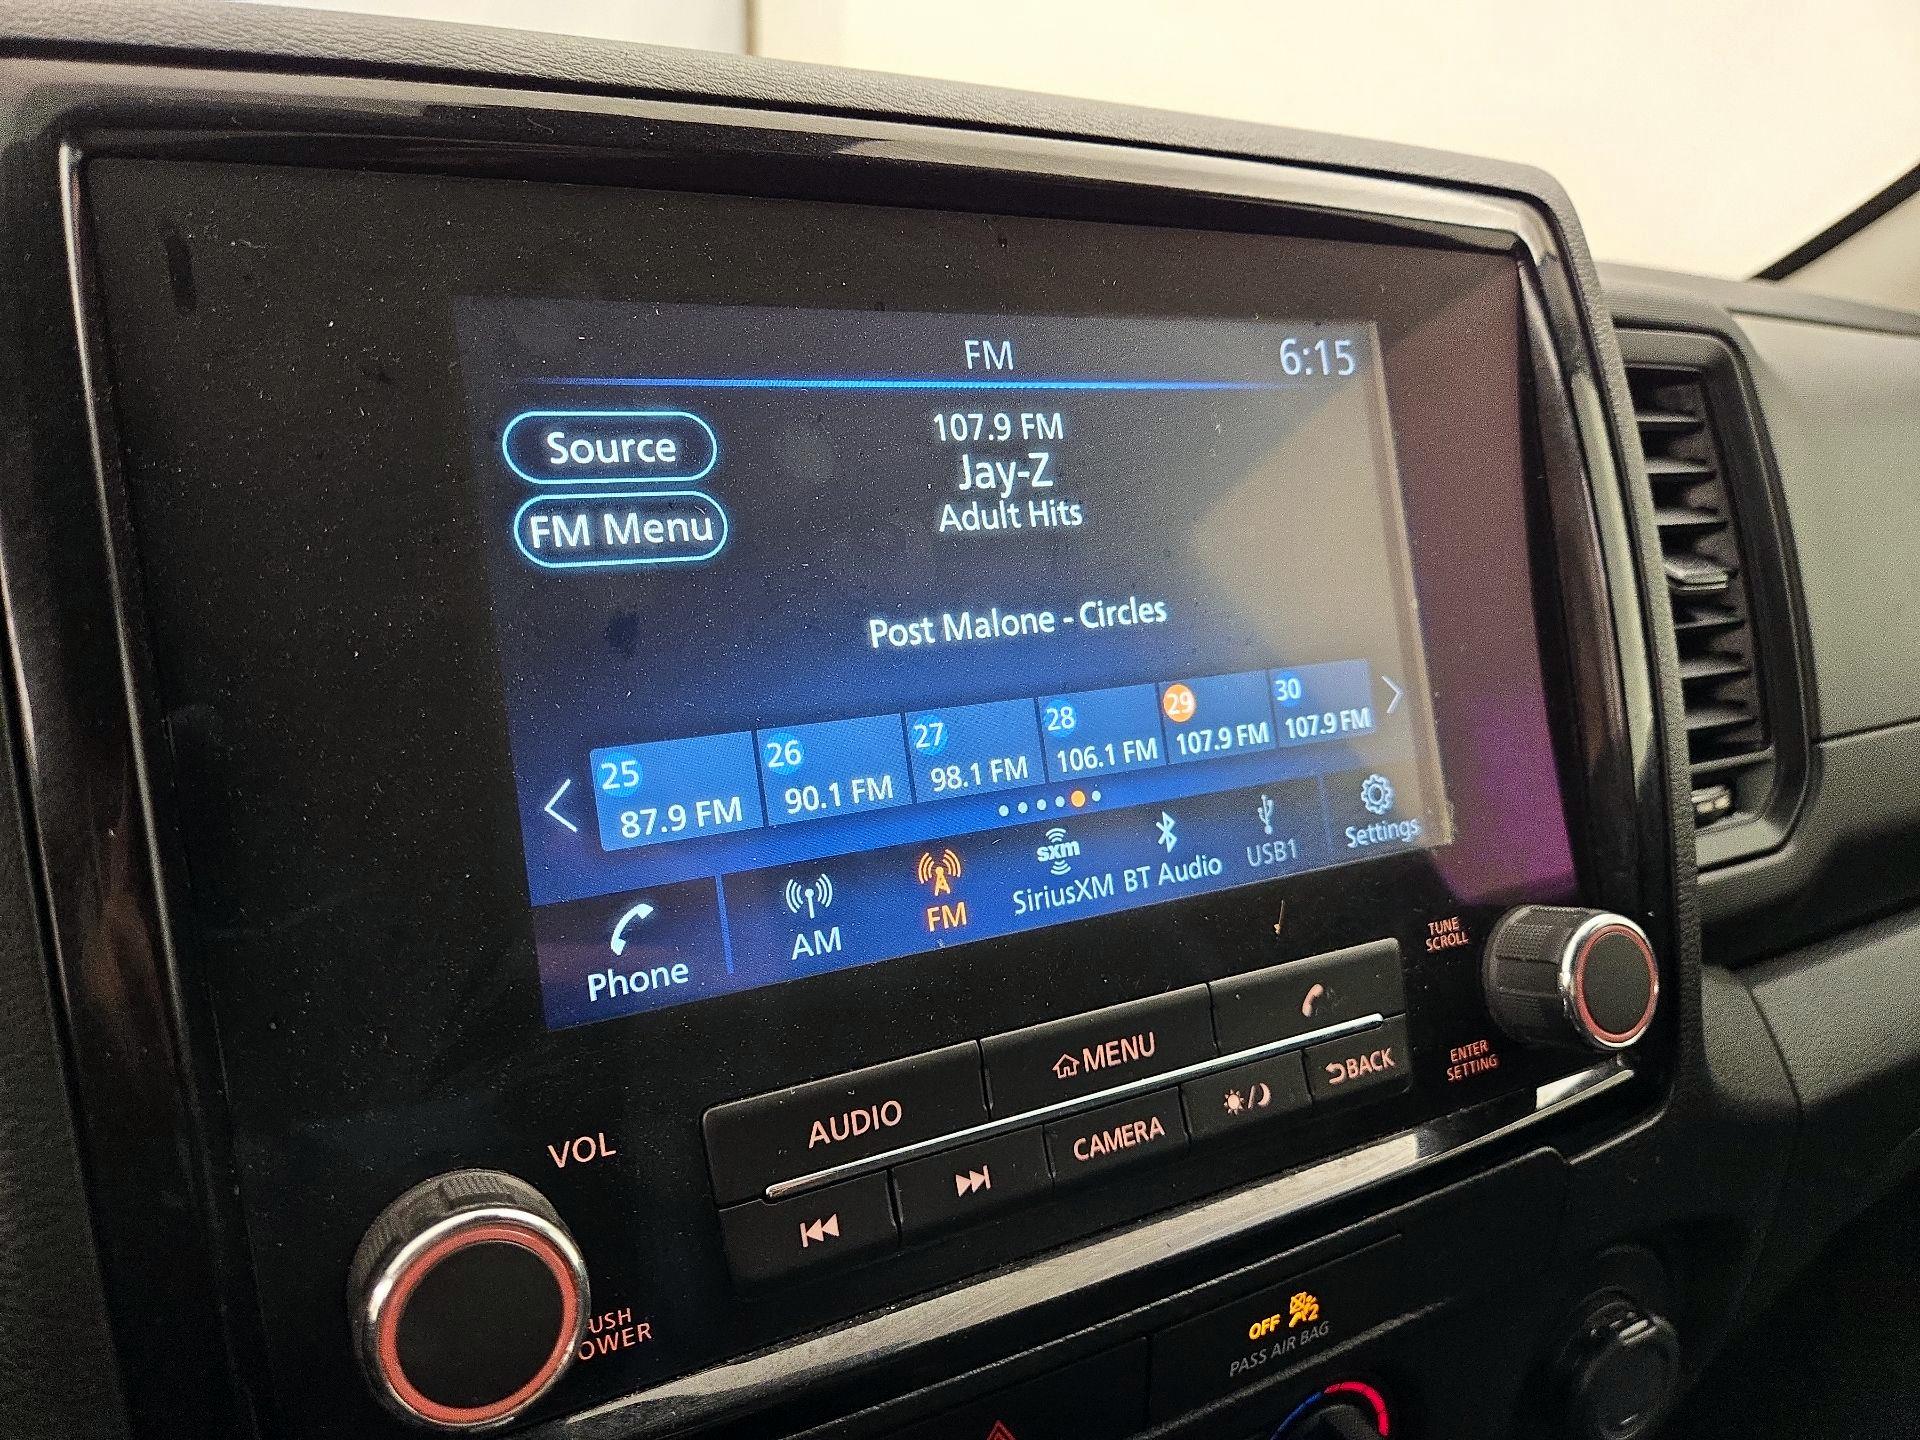 FM
6:15
Source
107.9 FM
Jay-Z
FM Menu
Adult Hits
Post Malone - Circles
25
26
27
28
29
30
87.9 FM
90.1 FM
98.1 FM
106.1 FM
107.9 FM
107.9 FM
Phone
AM
FM
sxm
SiriusXM
BT Audio
USB1
Settings
TUNE
SCROLL
ENTER
SETTING
AUDIO
MENU
CAMERA
BACK
VOL
USH
OWER
OFF
2
PASS AIR BAG